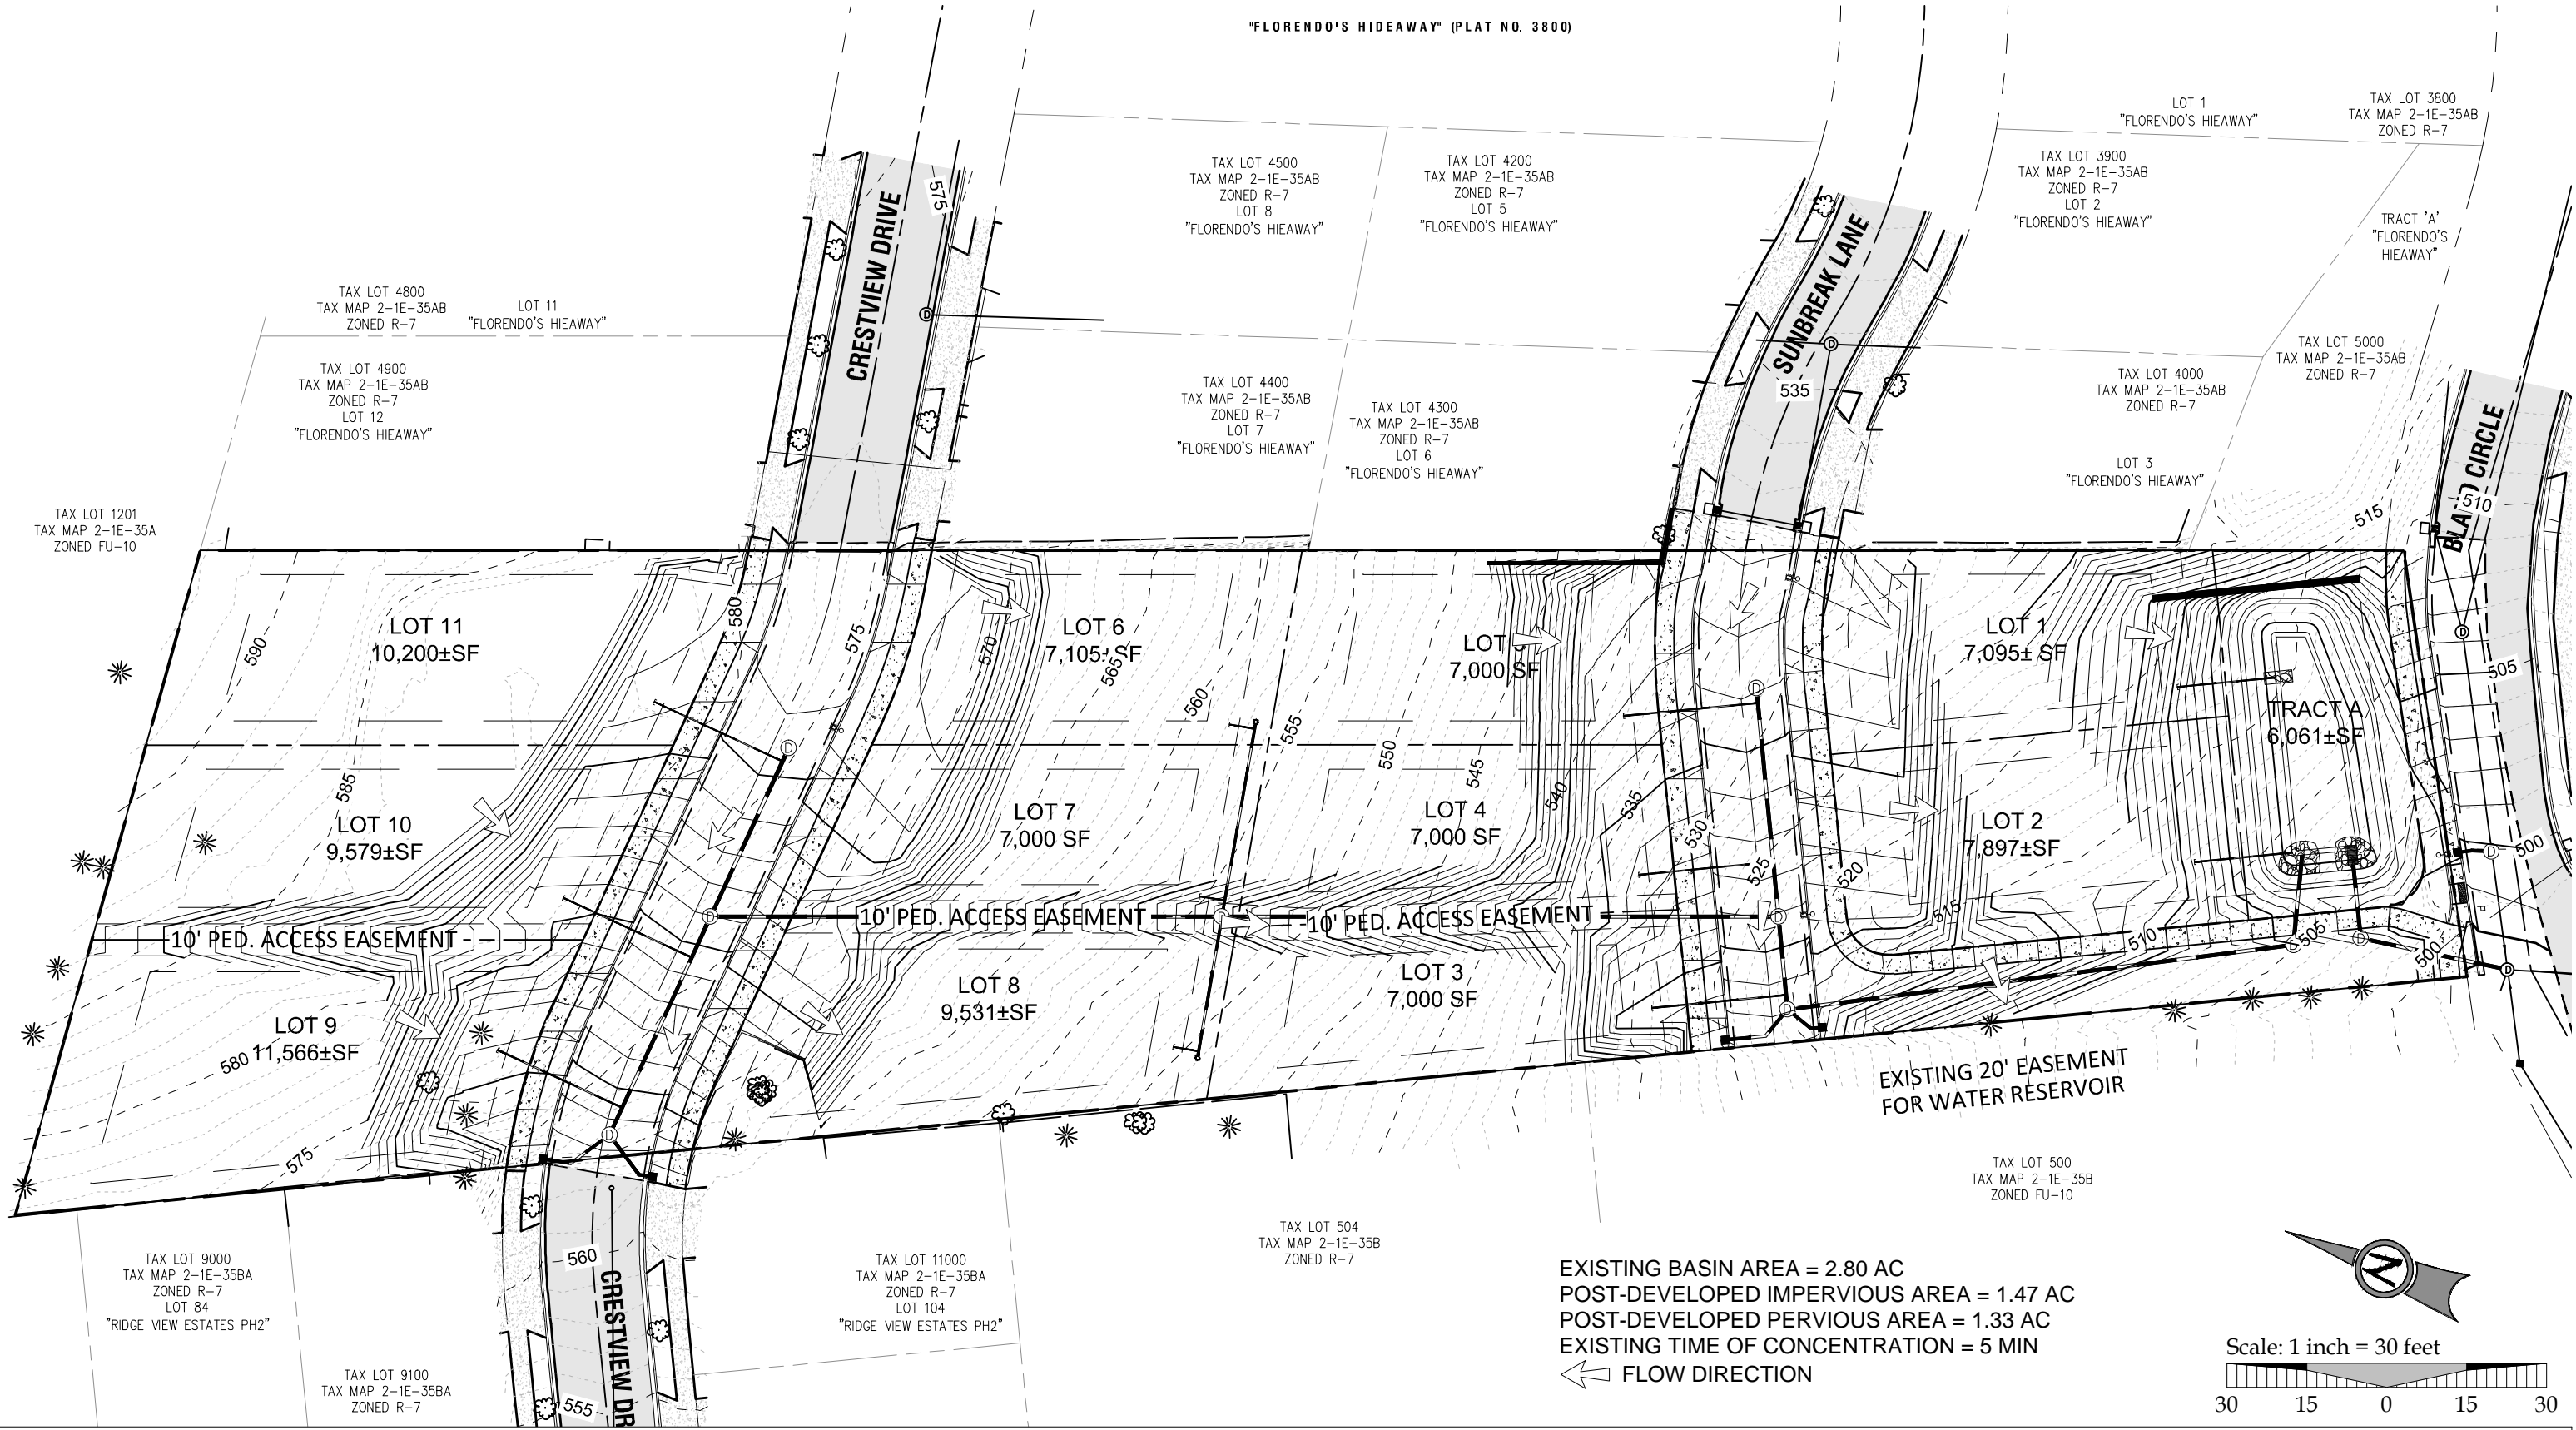 "FLORENDO'S HIDEAWAY" (PLAT NO. 3800)
LOT 1
"FLORENDO'S HIEAWAY"
TAX LOT 3800
TAX MAP 2-1E-35AB
ZONED R-7
TAX LOT 4500
TAX MAP 2-1E-35AB
ZONED R-7
LOT 8
"FLORENDO'S HIEAWAY"
TAX LOT 4200
TAX MAP 2-1E-35AB
ZONED R-7
LOT 5
"FLORENDO'S HIEAWAY"
TAX LOT 3900
TAX MAP 2-1E-35AB
ZONED R-7
LOT 2
"FLORENDO'S HIEAWAY"
TRACT 'A'
"FLORENDO'S
HIEAWAY"
575
CRESTVIEW DRIVE
SUNBREAK LANE
535
TAX LOT 4800
TAX MAP 2-1E-35AB
ZONED R-7
LOT 11
"FLORENDO'S HIEAWAY"
TAX LOT 4900
TAX MAP 2-1E-35AB
ZONED R-7
LOT 12
"FLORENDO'S HIEAWAY"
TAX LOT 4400
TAX MAP 2-1E-35AB
ZONED R-7
LOT 7
"FLORENDO'S HIEAWAY"
TAX LOT 4300
TAX MAP 2-1E-35AB
ZONED R-7
LOT 6
"FLORENDO'S HIEAWAY"
TAX LOT 4000
TAX MAP 2-1E-35AB
ZONED R-7
LOT 3
"FLORENDO'S HIEAWAY"
TAX LOT 5000
TAX MAP 2-1E-35AB
ZONED R-7
CIRCLE
510
515
TAX LOT 1201
TAX MAP 2-1E-35A
ZONED FU-10
590
LOT 11
10,200±SF
580
575
570
LOT 6
7,105± SF
565
560
555
550
545
540
LOT
7,000 SF
LOT 1
7,095± SF
TRACT A
6,061±SF
505
500
585
LOT 10
9,579±SF
LOT 7
7,000 SF
LOT 4
7,000 SF
535
530
525
520
515
LOT 2
7,897±SF
10' PED. ACCESS EASEMENT
10' PED. ACCESS EASEMENT
10' PED. ACCESS EASEMENT
510
505
500
LOT 9
11,566±SF
580
575
LOT 8
9,531±SF
LOT 3
7,000 SF
EXISTING 20' EASEMENT
FOR WATER RESERVOIR
TAX LOT 500
TAX MAP 2-1E-35B
ZONED FU-10
TAX LOT 9000
TAX MAP 2-1E-35BA
ZONED R-7
LOT 84
"RIDGE VIEW ESTATES PH2"
TAX LOT 9100
TAX MAP 2-1E-35BA
ZONED R-7
560
CRESTVIEW DR
555
TAX LOT 11000
TAX MAP 2-1E-35BA
ZONED R-7
LOT 104
"RIDGE VIEW ESTATES PH2"
TAX LOT 504
TAX MAP 2-1E-35B
ZONED R-7
EXISTING BASIN AREA = 2.80 AC
POST-DEVELOPED IMPERVIOUS AREA = 1.47 AC
POST-DEVELOPED PERVIOUS AREA = 1.33 AC
EXISTING TIME OF CONCENTRATION = 5 MIN
FLOW DIRECTION
N
Scale: 1 inch = 30 feet
30 15 0 15 30